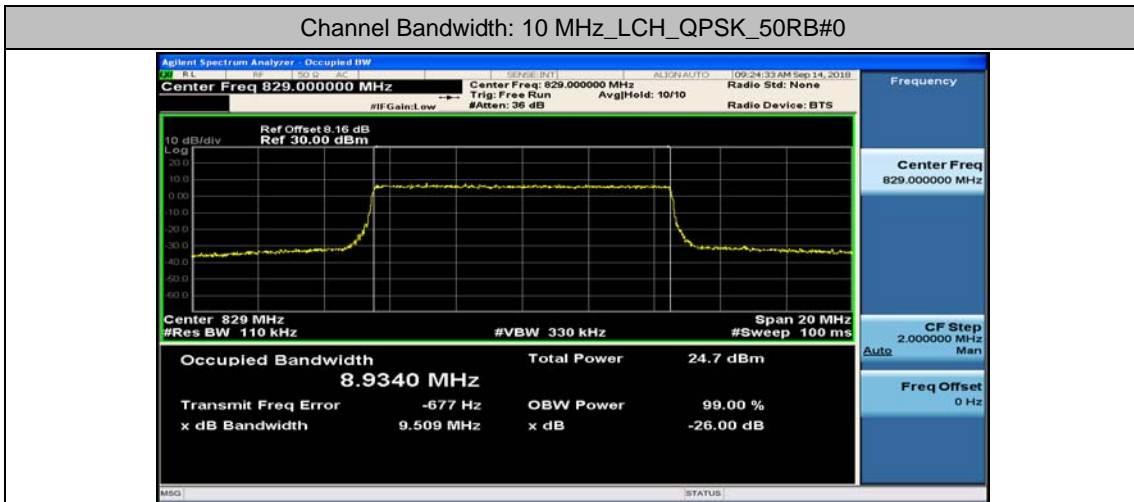 Channel Bandwidth: 10 MHz_LCH_QPSK_50RB#0
Agilent Spectrum Analyzer - Occupied BW
LXI RL RF 50 Ω AC SENSE:INT ALIGN AUTO 09:24:33 AM Sep 14, 2018
Center Freq 829.000000 MHz
Center Freq: 829.000000 MHz
Radio Std: None
Trig: Free Run Avg|Hold: 10/10
#IFGain:Low #Atten: 36 dB Radio Device: BTS
Ref Offset 8.16 dB
10 dB/div Ref 30.00 dBm
Log
20.0
10.0
0.00
-10.0
-20.0
-30.0
-40.0
-50.0
-60.0
Center 829 MHz Span 20 MHz
#Res BW 110 kHz #VBW 330 kHz #Sweep 100 ms
Occupied Bandwidth Total Power 24.7 dBm
8.9340 MHz
Transmit Freq Error -677 Hz OBW Power 99.00 %
x dB Bandwidth 9.509 MHz x dB -26.00 dB
MSG STATUS
Frequency
Center Freq
829.000000 MHz
CF Step
2.000000 MHz
Auto Man
Freq Offset
0 Hz